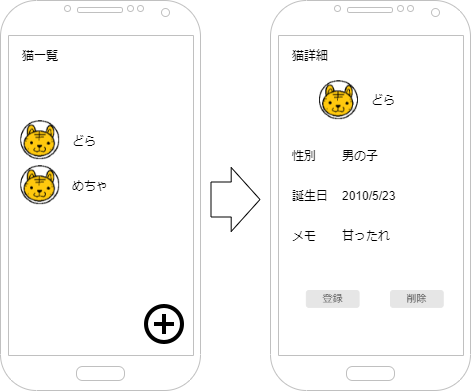 猫一覧
どら
めちゃ
猫詳細
どら
性別 男の子
誕生日 2010/5/23
メモ 甘ったれ
登録 削除